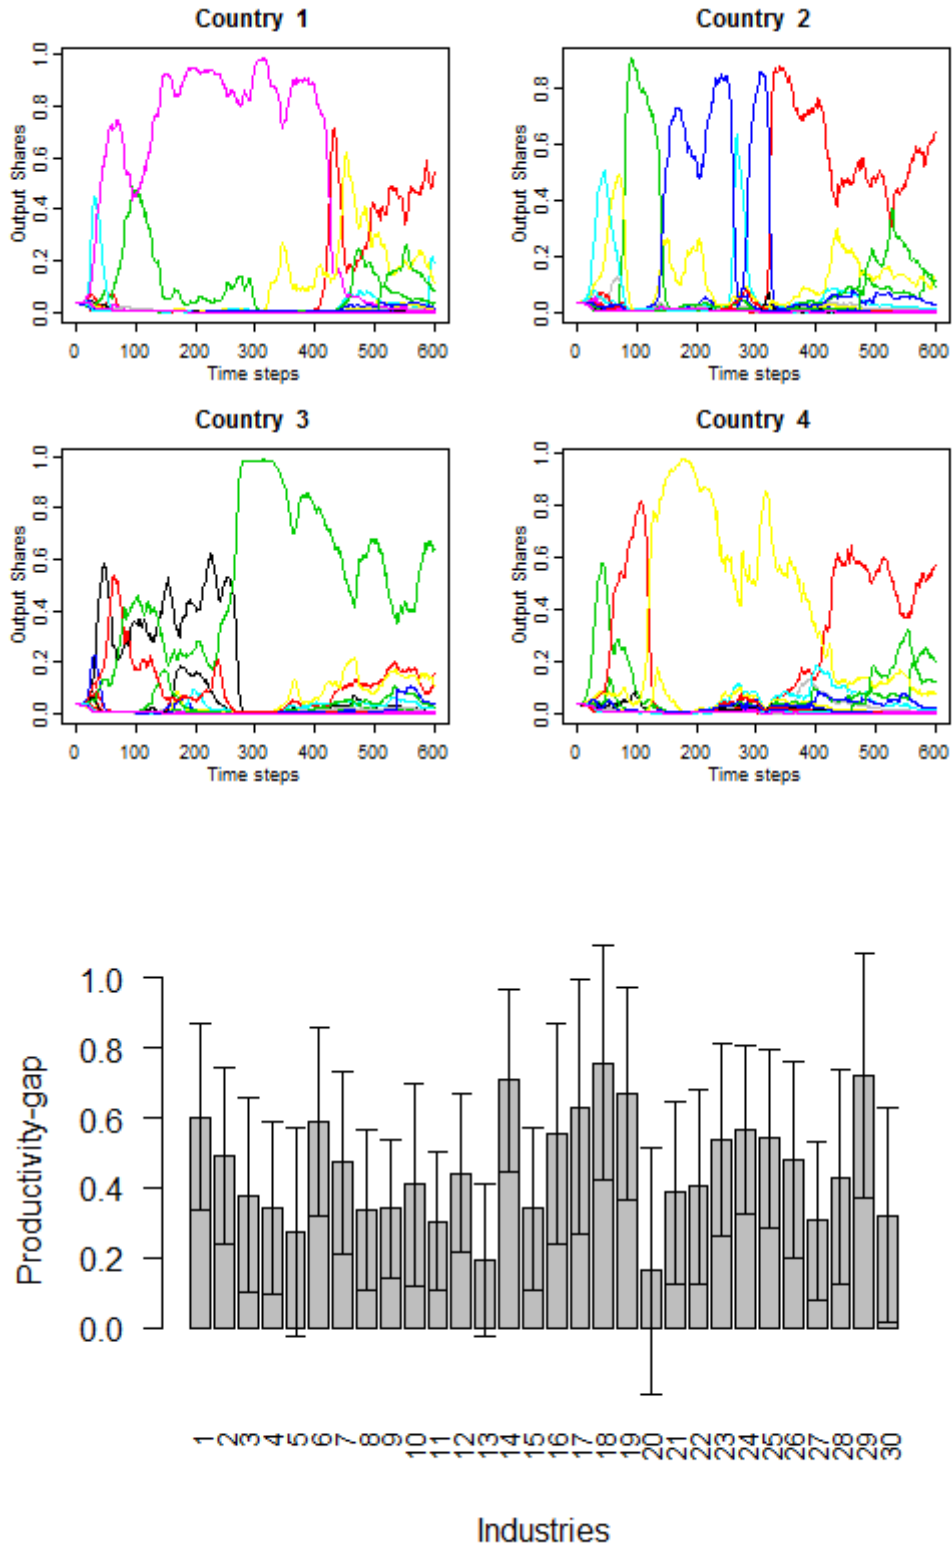 Country 1
Country 2
Output Shares
0.0 0.2 0.4 0.6 0.8 1.0
0 100 200 300 400 500 600
Time steps
Output Shares
0.0 0.2 0.4 0.6 0.8
0 100 200 300 400 500 600
Time steps
Country 3
Country 4
Output Shares
0.0 0.2 0.4 0.6 0.8 1.0
0 100 200 300 400 500 600
Time steps
Output Shares
0.0 0.2 0.4 0.6 0.8 1.0
0 100 200 300 400 500 600
Time steps
Productivity-gap
1.0
0.8
0.6
0.4
0.2
0.0
1 2 3 4 5 6 7 8 9 10 11 12 13 14 15 16 17 18 19 20 21 22 23 24 25 26 27 28 29 30
Industries